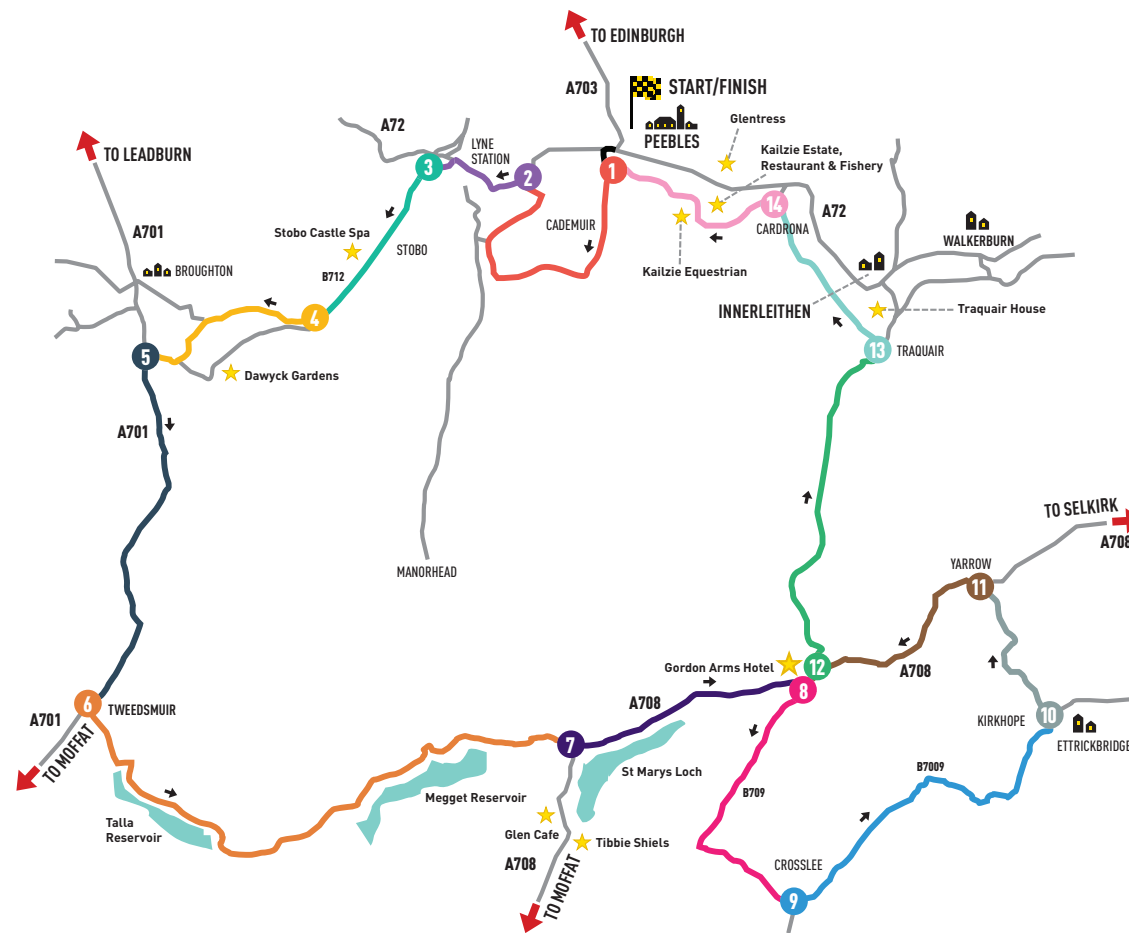 TO EDINBURGH
A703
START/FINISH
PEEBLES
Glentress
Kailzie Estate,
Restaurant & Fishery
A72
LYNE
STATION
TO LEADBURN
3
2
1
14
CARDRONA
A72
CADEMUIR
A701
Stobo Castle Spa
STOBO
WALKERBURN
BROUGHTON
B712
Kailzie Equestrian
INNERLEITHEN
Traquair House
4
5
13
TRAQUAIR
Dawyck Gardens
A701
TO SELKIRK
A708
MANORHEAD
YARROW
11
Gordon Arms Hotel
12
A708
8
6
TWEEDSMUIR
A701
TO MOFFAT
A708
7
KIRKHOPE
10
ETTRICKBRIDGE
St Marys Loch
B7009
B709
Megget Reservoir
Talla
Reservoir
Glen Cafe
Tibbie Shiels
A708
TO MOFFAT
CROSSLEE
9